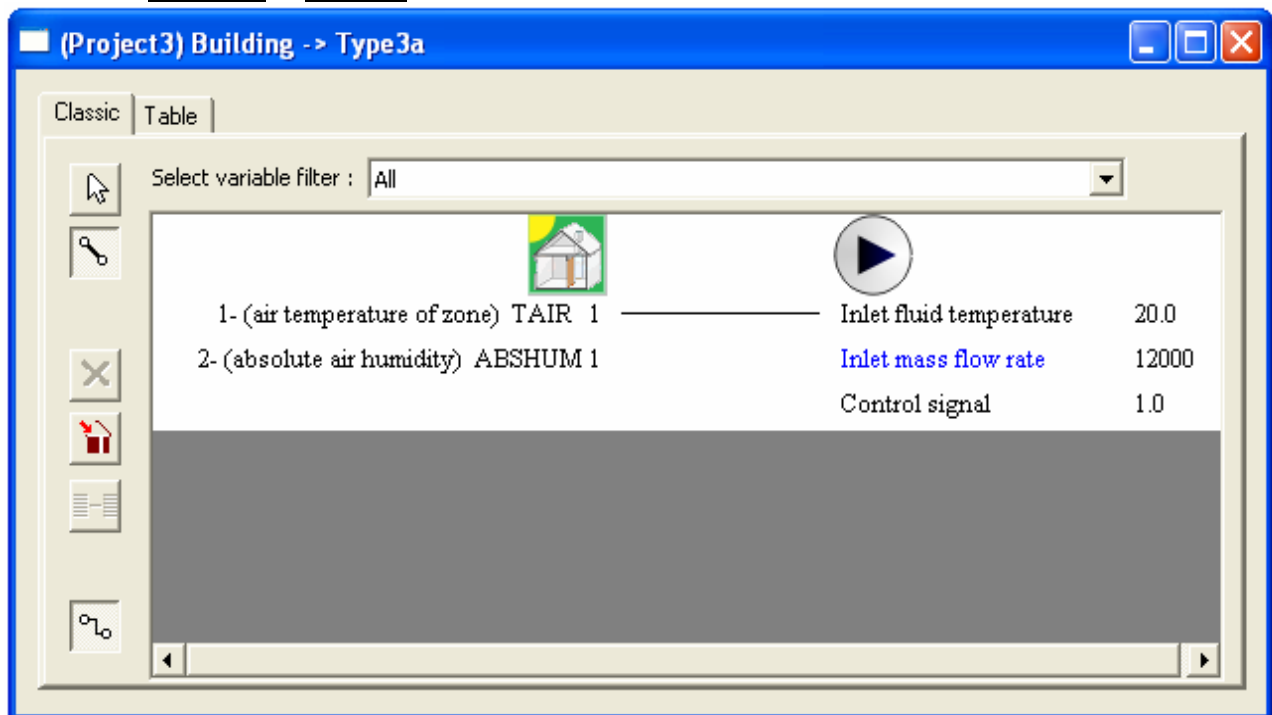 (Project3) Building -> Type3a
Classic Table
Select variable filter : All
1- (air temperature of zone) TAIR 1 Inlet fluid temperature 20.0
2- (absolute air humidity) ABSHUM 1 Inlet mass flow rate 12000
Control signal 1.0